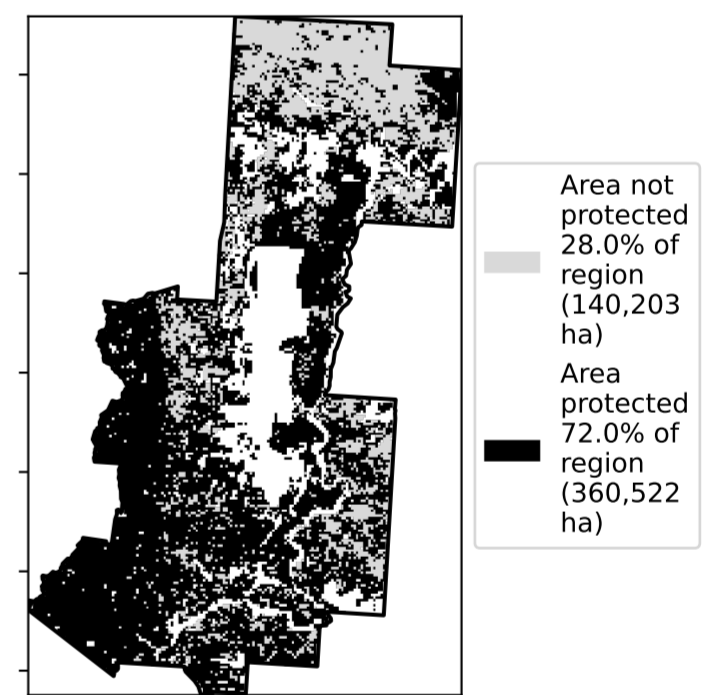 Area not
protected
28.0% of
region
(140,203
ha)
Area
protected
72.0% of
region
(360,522
ha)